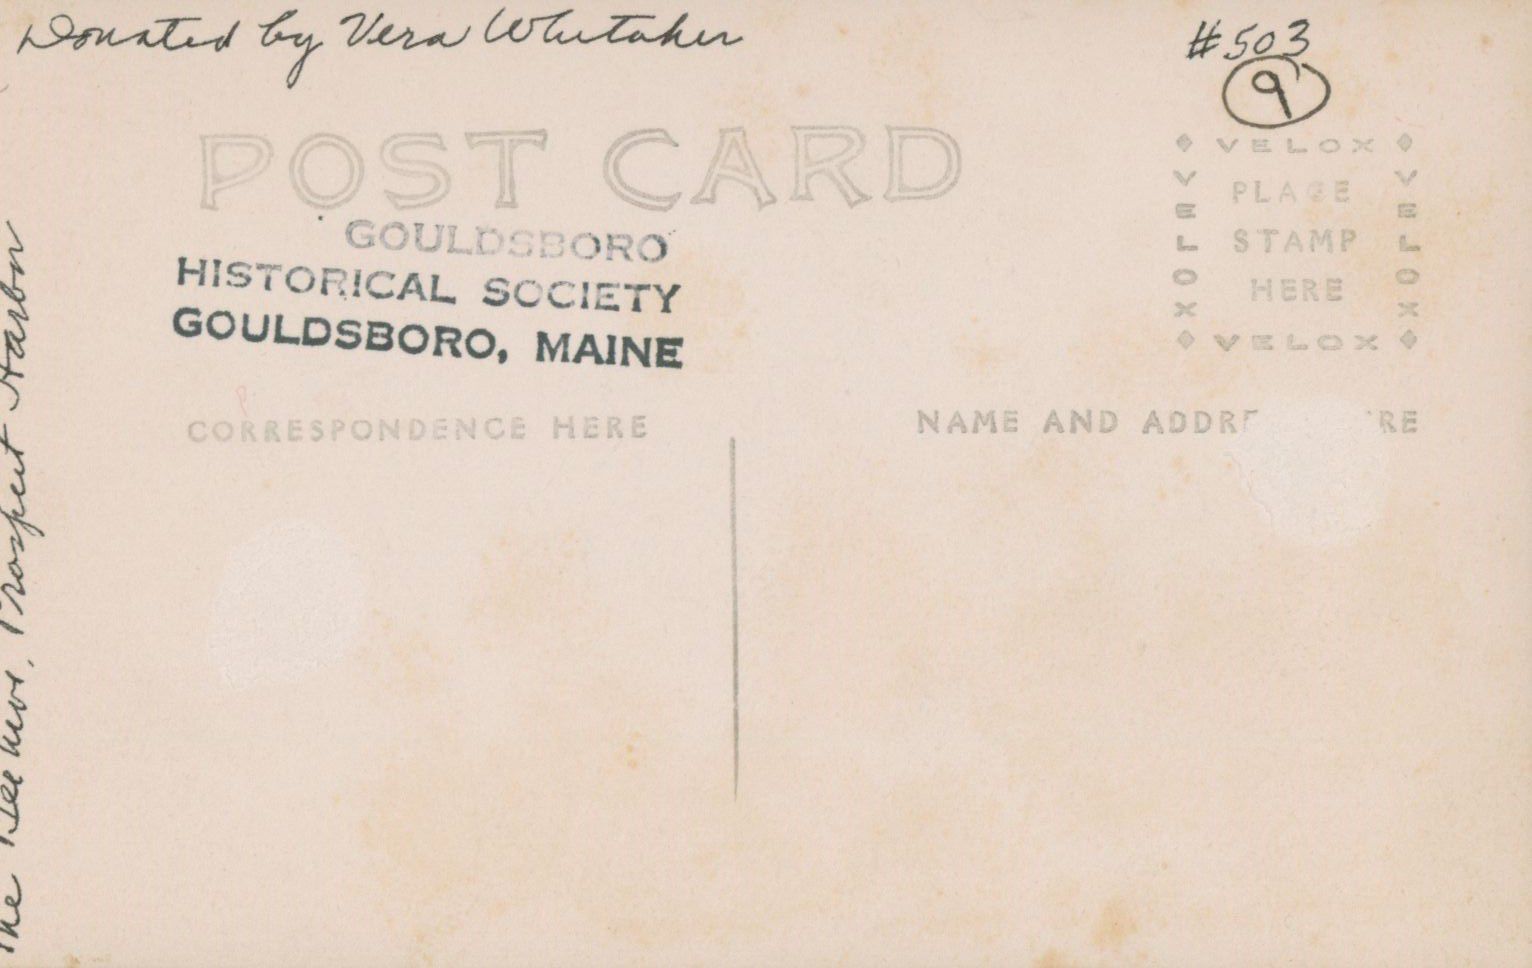 Donated by Vera Whitaker
#503
9
POST CARD
GOULDSBORO
HISTORICAL SOCIETY
GOULDSBORO, MAINE
VELOX
VELOX
PLACE
STAMP
HERE
VELOX
VELOX
CORRESPONDENCE HERE
NAME AND ADDRE RE
The Prospect Harbor